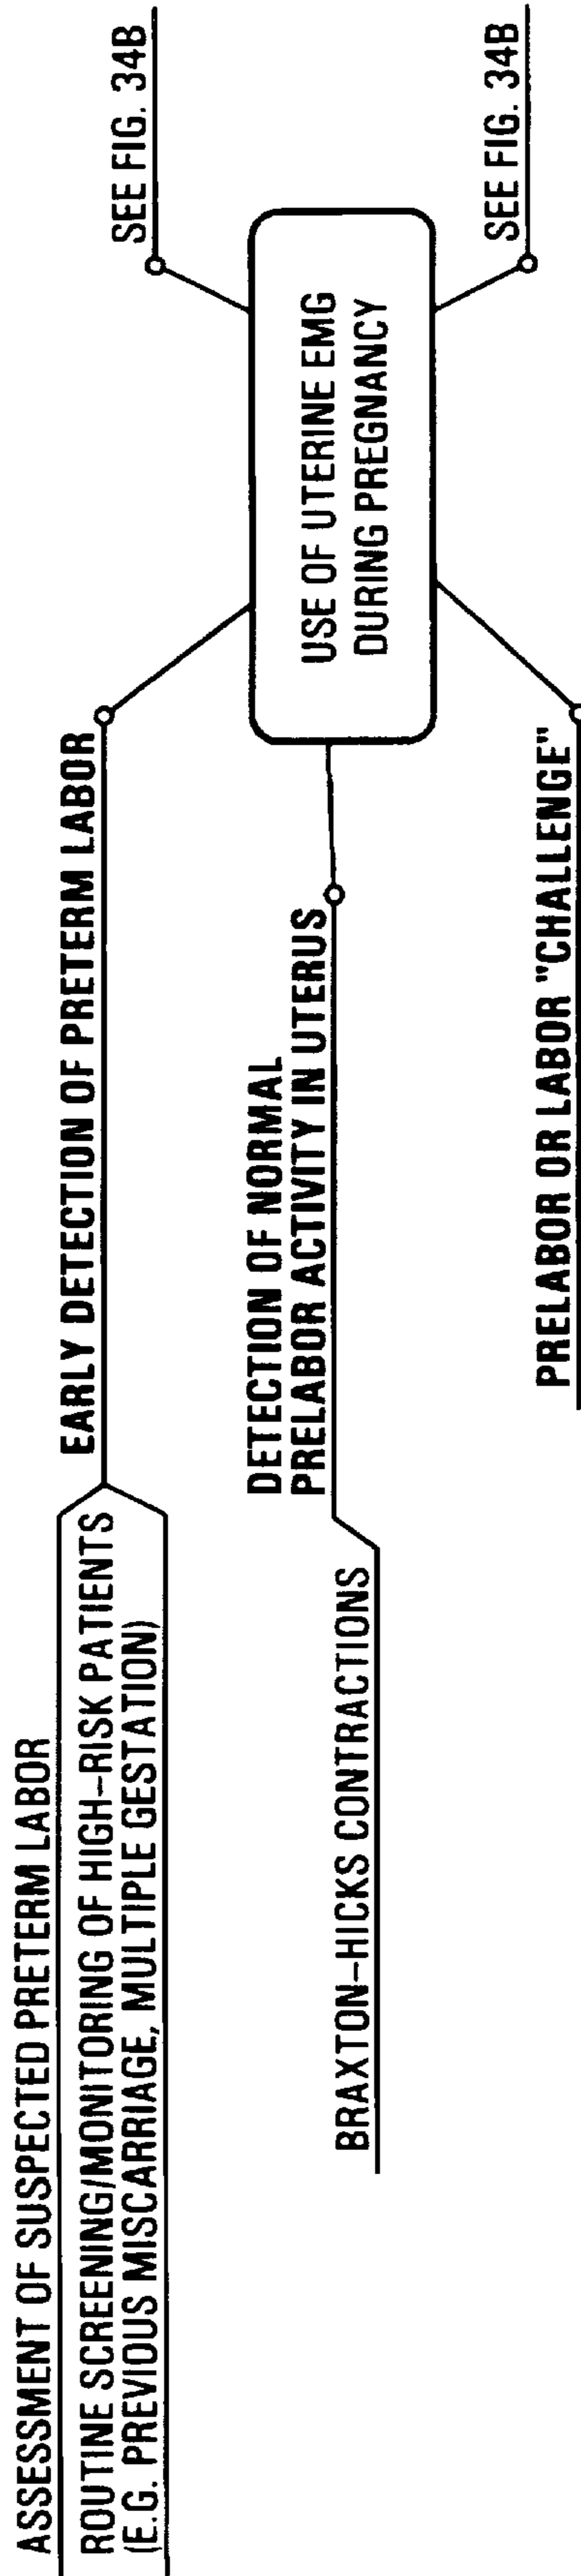 ASSESSMENT OF SUSPECTED PRETERM LABOR
ROUTINE SCREENING/MONITORING OF HIGH-RISK PATIENTS
(E.G. PREVIOUS MISCARRIAGE, MULTIPLE GESTATION)
EARLY DETECTION OF PRETERM LABOR
SEE FIG. 34B
BRAXTON-HICKS CONTRACTIONS
DETECTION OF NORMAL
PRELABOR ACTIVITY IN UTERUS
USE OF UTERINE EMG
DURING PREGNANCY
PRELABOR OR LABOR "CHALLENGE"
SEE FIG. 34B